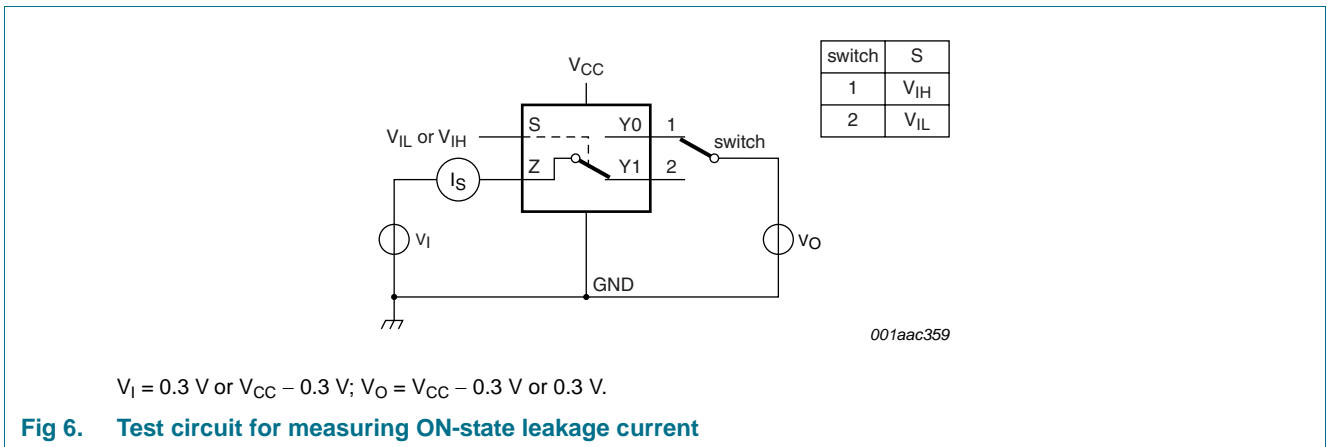 switch S
1 VIH
2 VIL
VCC
VIL or VIH
S
Y0
1
switch
Z
Y1
2
IS
VI
VO
GND
001aac359
VI = 0.3 V or VCC − 0.3 V; VO = VCC − 0.3 V or 0.3 V.
Fig 6. Test circuit for measuring ON-state leakage current